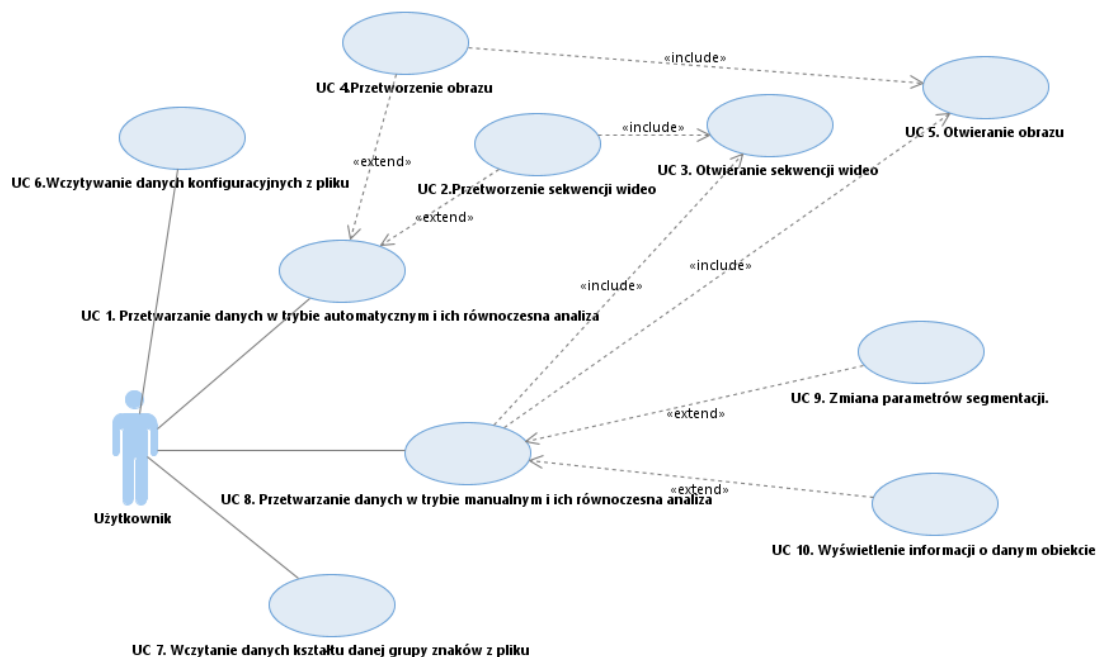 «include»
UC 4.Przetworzenie obrazu
«include»
UC 5. Otwieranie obrazu
«extend»
UC 3. Otwieranie sekwencji wideo
UC 6.Wczytywanie danych konfiguracyjnych z pliku
UC 2.Przetworzenie sekwencji wideo
«extend»
«include»
«include»
UC 1. Przetwarzanie danych w trybie automatycznym i ich równoczesna analiza
UC 9. Zmiana parametrów segmentacji.
«extend»
«extend»
UC 8. Przetwarzanie danych w trybie manualnym i ich równoczesna analiza
Użytkownik
UC 10. Wyświetlenie informacji o danym obiekcie
UC 7. Wczytanie danych kształtu danej grupy znaków z pliku